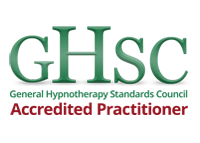 GHSC
General Hypnotherapy Standards Council
Accredited Practitioner